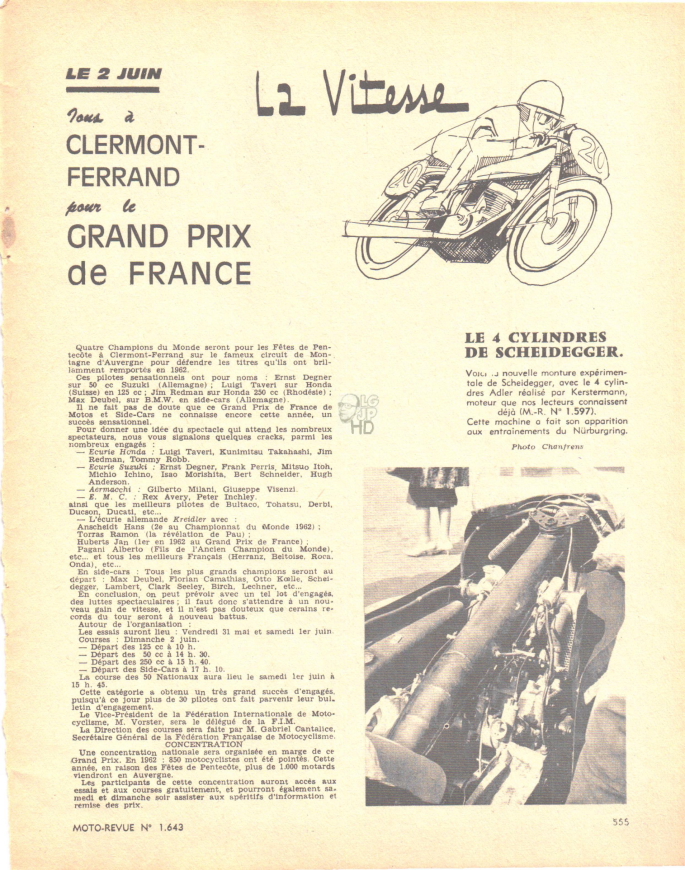 LE 2 JUIN
La Vitesse
Tous à
CLERMONT-
FERRAND
pour le
GRAND PRIX
de FRANCE
20
20
Quatre Champions du Monde seront pour les Fêtes de Pen-
tecôte à Clermont-Ferrand sur le fameux circuit de Mon-
tagne d'Auvergne pour défendre les titres qu'ils ont bril-
lamment remportés en 1962.
Ces pilotes sensationnels ont pour noms : Ernst Degner
sur 50 cc Suzuki (Allemagne) ; Luigi Taveri sur Honda
(Suisse) en 125 cc ; Jim Redman sur Honda 250 cc (Rhodésie) ;
Max Deubel, sur B.M.W. en side-cars (Allemagne).
Il ne fait pas de doute que ce Grand Prix de France de
Motos et Side-Cars ne connaisse encore cette année, un
succès sensationnel.
Pour donner une idée du spectacle qui attend les nombreux
spectateurs, nous vous signalons quelques cracks, parmi les
nombreux engagés :
— Ecurie Honda : Luigi Taveri, Kunimitsu Takahashi, Jim
Redman, Tommy Robb.
— Ecurie Suzuki : Ernst Degner, Frank Perris, Mitsuo Itoh,
Michio Ichino, Isao Morishita, Bert Schneider, Hugh
Anderson.
— Aermacchi : Gilberto Milani, Giuseppe Visenzi.
— E. M. C. : Rex Avery, Peter Inchley.
ainsi que les meilleurs pilotes de Bultaco, Tohatsu, Derbi,
Ducson, Ducati, etc...
— L'écurie allemande Kreidler avec :
Anscheidt Hans (2e au Championnat du Monde 1962) ;
Torras Ramon (la révélation de Pau) ;
Huberts Jan (1er en 1962 au Grand Prix de France) ;
Pagani Alberto (Fils de l'Ancien Champion du Monde),
etc... et tous les meilleurs Français (Herranz, Beltoise, Roca,
Onda), etc...
En side-cars : Tous les plus grands champions seront au
départ : Max Deubel, Florian Camathias, Otto Kœlle, Schei-
degger, Lambert, Clark Seeley, Birch, Lechner, etc...
En conclusion, on peut prévoir avec un tel lot d'engagés,
des luttes spectaculaires ; il faut donc s'attendre à un nou-
veau gain de vitesse, et il n'est pas douteux que cerains re-
cords du tour seront à nouveau battus.
Autour de l'organisation :
Les essais auront lieu : Vendredi 31 mai et samedi 1er juin.
Courses : Dimanche 2 juin.
— Départ des 125 cc à 10 h.
— Départ des 50 cc à 14 h. 30.
— Départ des 250 cc à 15 h. 40.
— Départ des Side-Cars à 17 h. 10.
La course des 50 Nationaux aura lieu le samedi 1er juin à
15 h. 45.
Cette catégorie a obtenu un très grand succès d'engagés,
puisqu'à ce jour plus de 30 pilotes ont fait parvenir leur bul-
letin d'engagement.
Le Vice-Président de la Fédération Internationale de Moto-
cyclisme, M. Vorster, sera le délégué de la F.I.M.
La Direction des courses sera faite par M. Gabriel Cantalice,
Secrétaire Général de la Fédération Française de Motocyclisme.
CONCENTRATION
Une concentration nationale sera organisée en marge de ce
Grand Prix. En 1962 : 850 motocyclistes ont été pointés. Cette
année, en raison des Fêtes de Pentecôte, plus de 1.000 motards
viendront en Auvergne.
Les participants de cette concentration auront accès aux
essais et aux courses gratuitement, et pourront également sa-
medi et dimanche soir assister aux apéritifs d'information et
remise des prix.
LE 4 CYLINDRES
DE SCHEIDEGGER.
Voici la nouvelle monture expérimen-
tale de Scheidegger, avec le 4 cylin-
dres Adler réalisé par Kerstermann,
moteur que nos lecteurs connaissent
déjà (M.-R. N° 1.597).
Cette machine a fait son apparition
aux entraînements du Nürburgring.
Photo Chanfrens
MOTO-REVUE N° 1.643
555